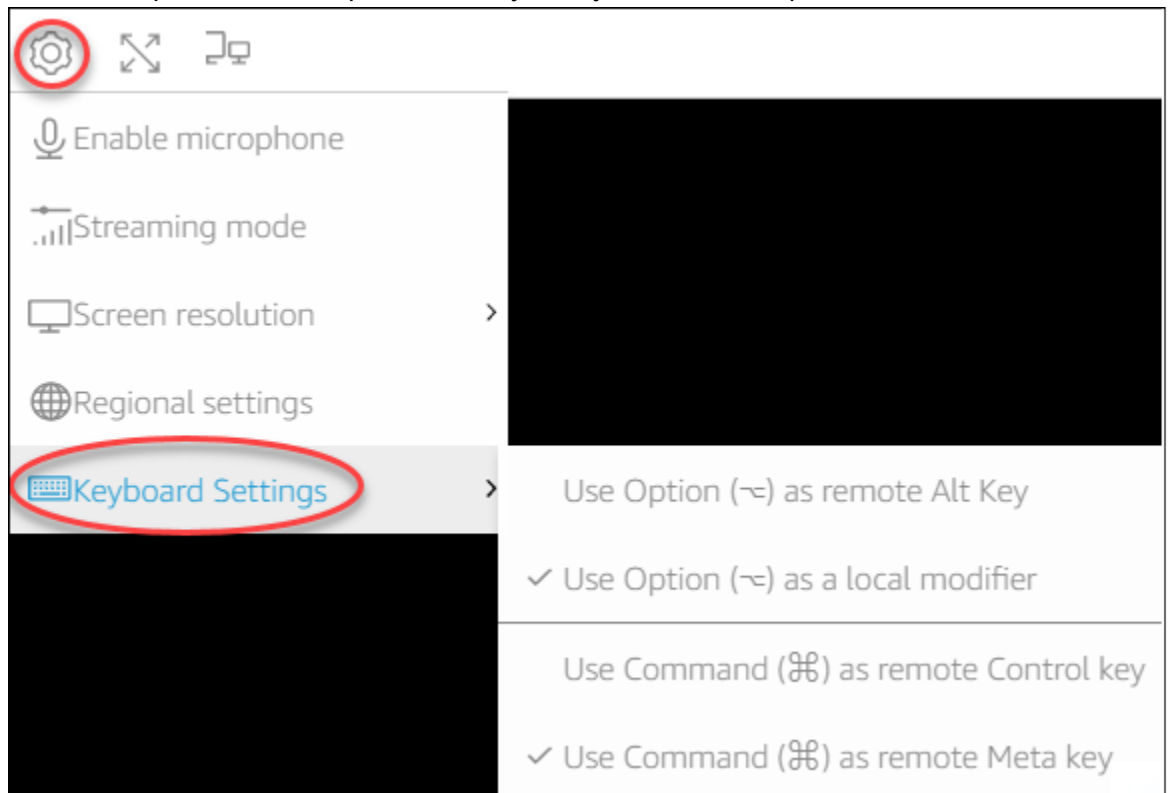 Enable microphone
Streaming mode
Screen resolution
Regional settings
Keyboard Settings
Use Option (⌥) as remote Alt Key
✓ Use Option (⌥) as a local modifier
Use Command (⌘) as remote Control key
✓ Use Command (⌘) as remote Meta key